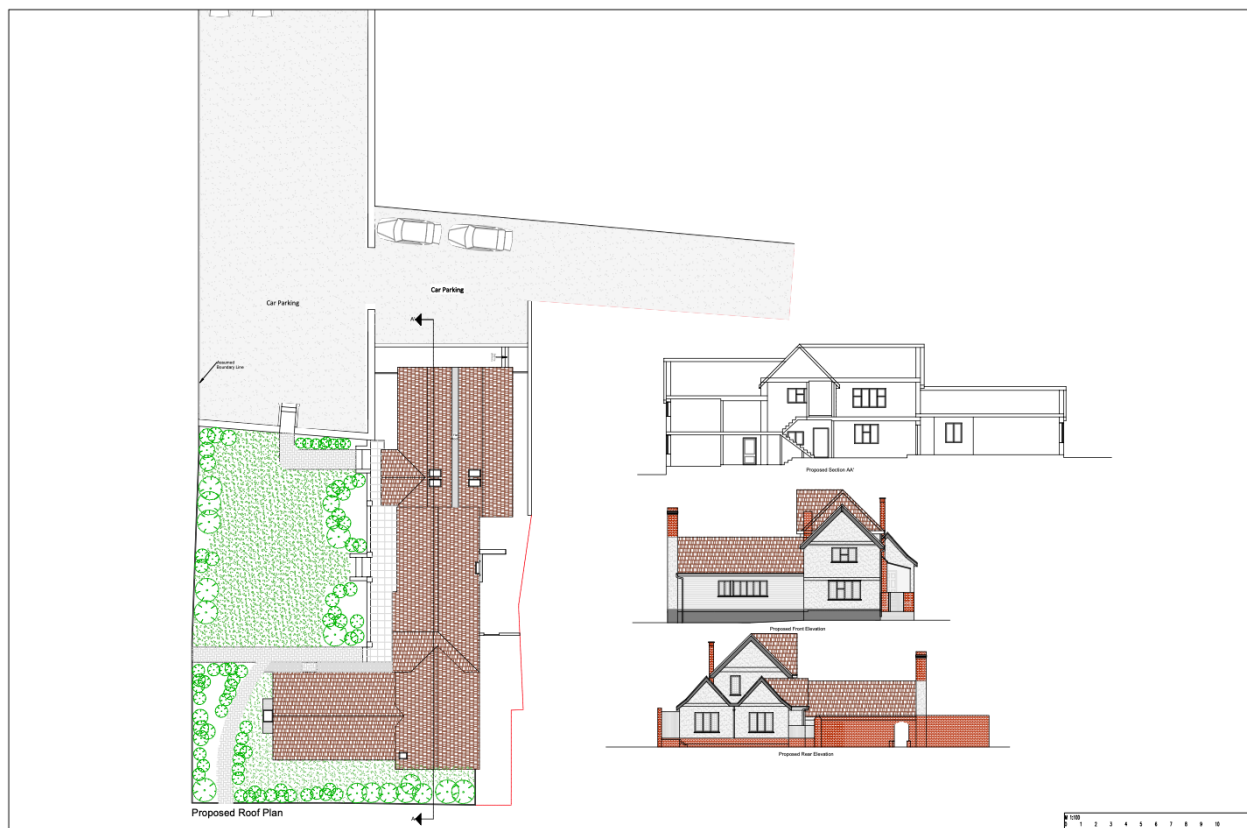 Car Parking
Car Parking
A'
Assumed
Boundary Line
Proposed Section AA'
Proposed Front Elevation
Proposed Rear Elevation
Proposed Roof Plan
A
M 1:100
0 1 2 3 4 5 6 7 8 9 10